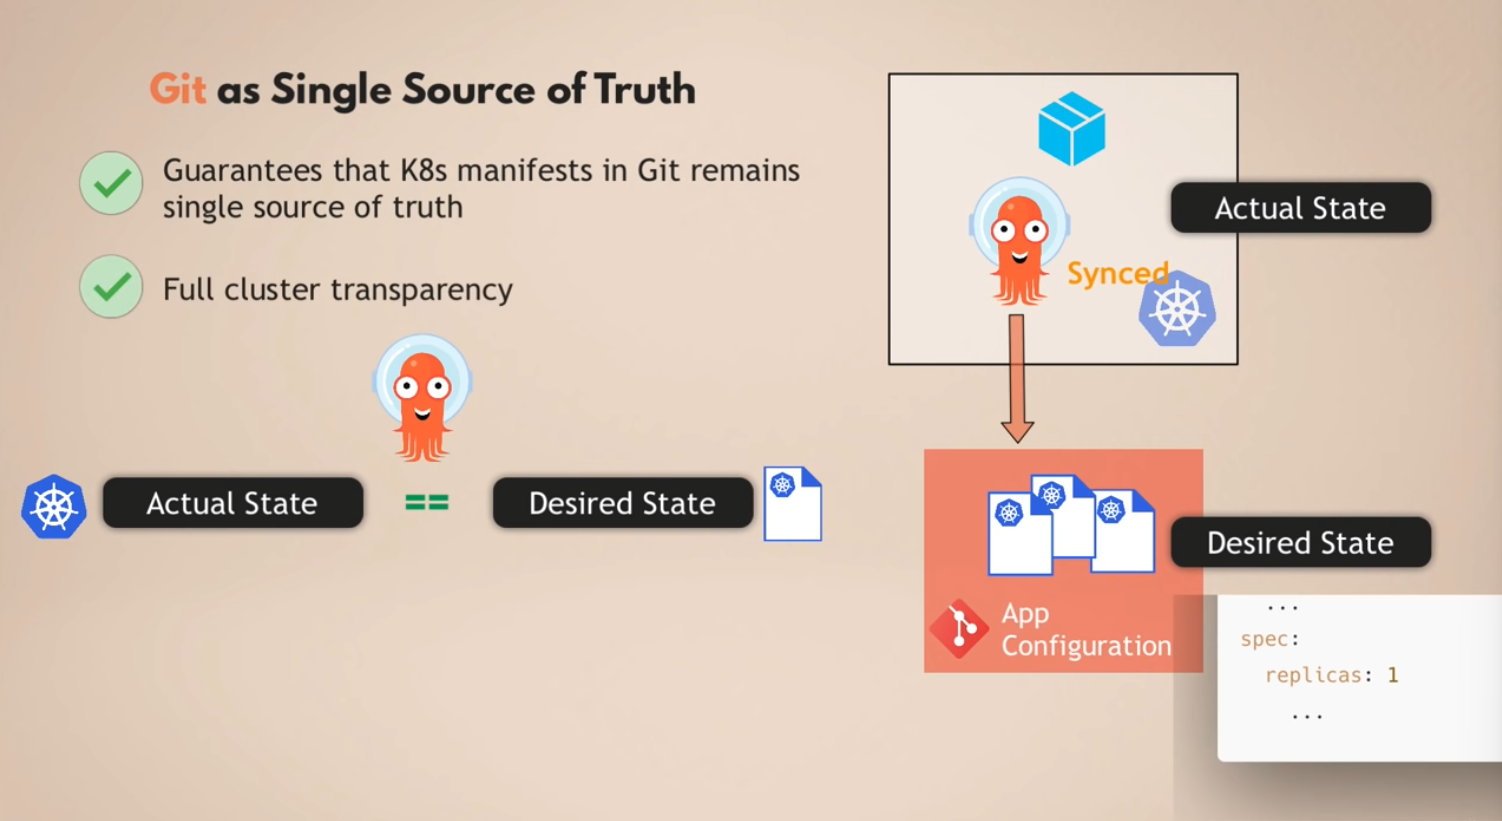 Git as Single Source of Truth
Guarantees that K8s manifests in Git remains
single source of truth
Full cluster transparency
Actual State
==
Desired State
Actual State
Synced
Desired State
App
Configuration
...
spec:
replicas: 1
...